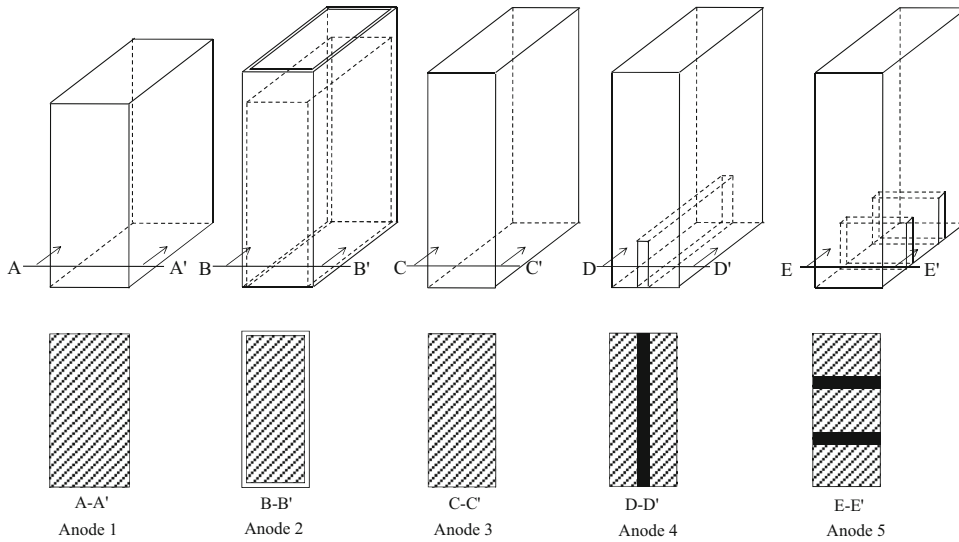 A A' B B' C C' D D' E E'
A-A' B-B' C-C' D-D' E-E'
Anode 1 Anode 2 Anode 3 Anode 4 Anode 5